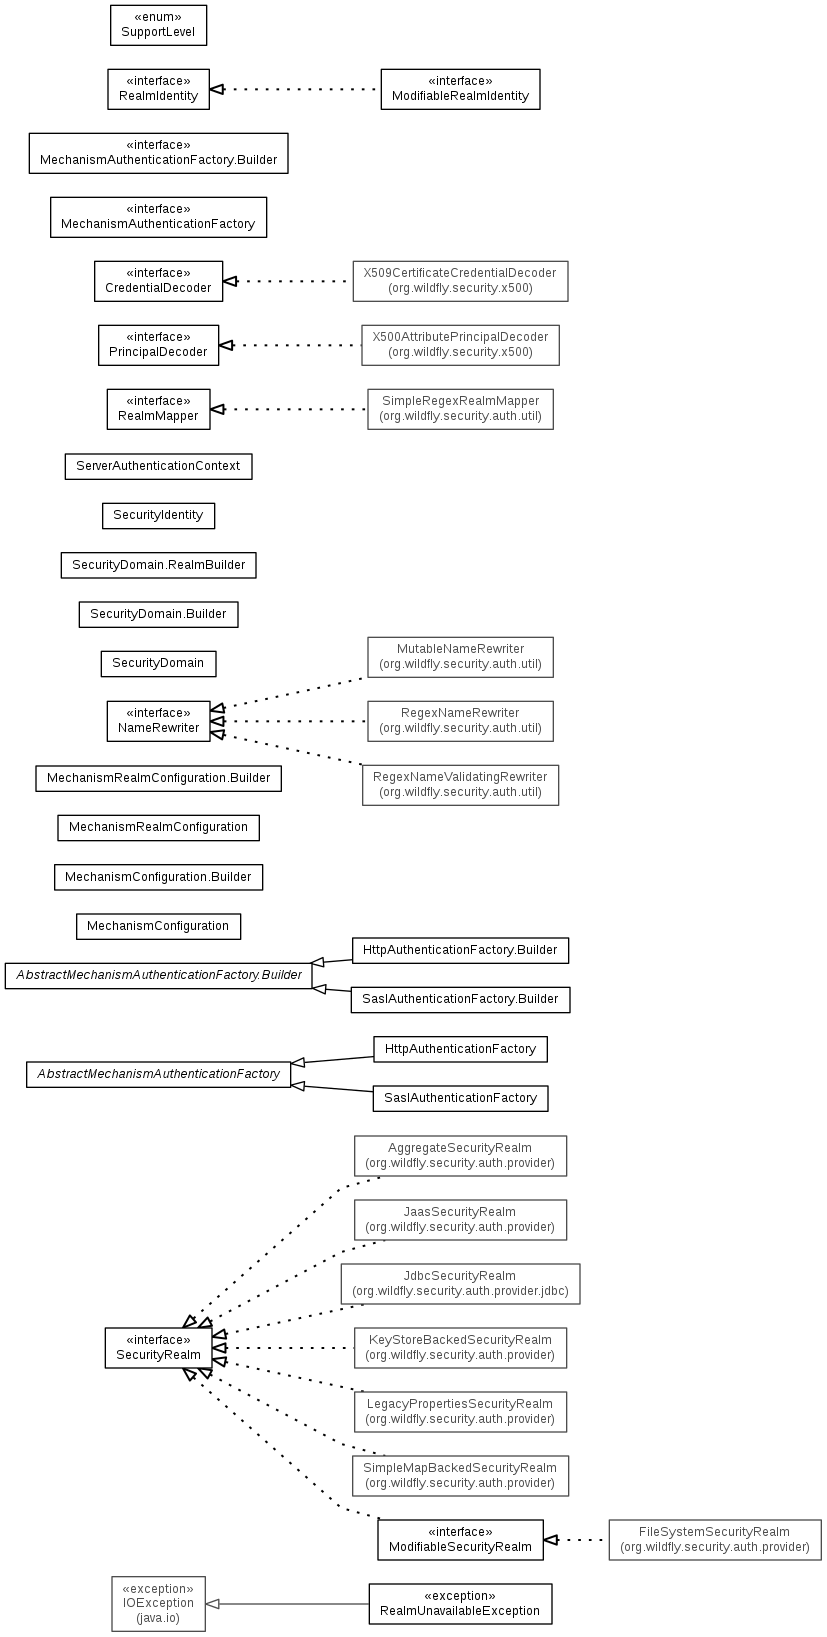 «enum»
SupportLevel
«interface»
RealmIdentity
«interface»
ModifiableRealmIdentity
«interface»
MechanismAuthenticationFactory.Builder
«interface»
MechanismAuthenticationFactory
«interface»
CredentialDecoder
X509CertificateCredentialDecoder
(org.wildfly.security.x500)
«interface»
PrincipalDecoder
X500AttributePrincipalDecoder
(org.wildfly.security.x500)
«interface»
RealmMapper
SimpleRegexRealmMapper
(org.wildfly.security.auth.util)
ServerAuthenticationContext
SecurityIdentity
SecurityDomain.RealmBuilder
SecurityDomain.Builder
SecurityDomain
MutableNameRewriter
(org.wildfly.security.auth.util)
«interface»
NameRewriter
RegexNameRewriter
(org.wildfly.security.auth.util)
MechanismRealmConfiguration.Builder
RegexNameValidatingRewriter
(org.wildfly.security.auth.util)
MechanismRealmConfiguration
MechanismConfiguration.Builder
MechanismConfiguration
HttpAuthenticationFactory.Builder
AbstractMechanismAuthenticationFactory.Builder
SaslAuthenticationFactory.Builder
HttpAuthenticationFactory
AbstractMechanismAuthenticationFactory
SaslAuthenticationFactory
AggregateSecurityRealm
(org.wildfly.security.auth.provider)
JaasSecurityRealm
(org.wildfly.security.auth.provider)
JdbcSecurityRealm
(org.wildfly.security.auth.provider.jdbc)
«interface»
SecurityRealm
KeyStoreBackedSecurityRealm
(org.wildfly.security.auth.provider)
LegacyPropertiesSecurityRealm
(org.wildfly.security.auth.provider)
SimpleMapBackedSecurityRealm
(org.wildfly.security.auth.provider)
«interface»
ModifiableSecurityRealm
FileSystemSecurityRealm
(org.wildfly.security.auth.provider)
«exception»
IOException
(java.io)
«exception»
RealmUnavailableException